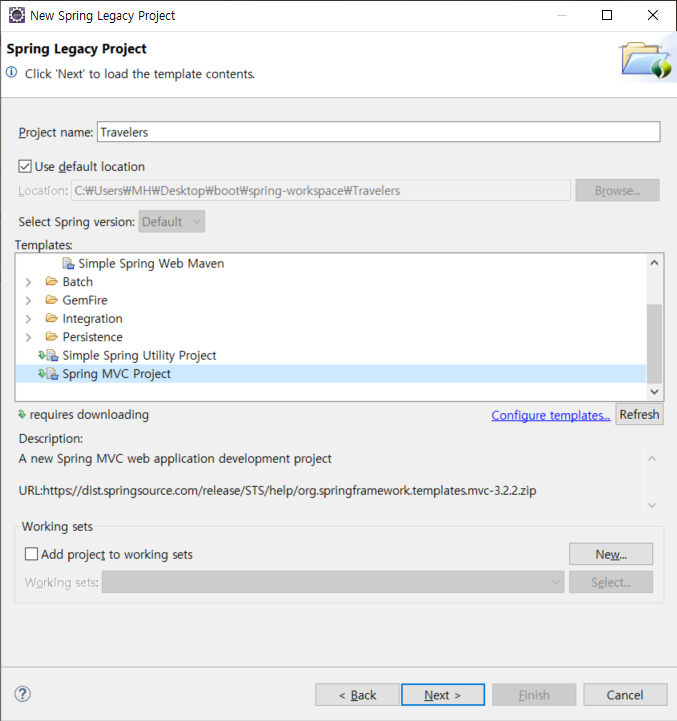 New Spring Legacy Project
Spring Legacy Project
Click 'Next' to load the template contents.
Project name: Travelers
Use default location
Location: C:₩Users₩MH₩Desktop₩boot₩spring-workspace₩Travelers Browse...
Select Spring version: Default
Templates:
Simple Spring Web Maven
Batch
GemFire
Integration
Persistence
Simple Spring Utility Project
Spring MVC Project
requires downloading Configure templates... Refresh
Description:
A new Spring MVC web application development project
URL:https://dist.springsource.com/release/STS/help/org.springframework.templates.mvc-3.2.2.zip
Working sets
Add project to working sets New...
Working sets: Select...
? < Back Next > Finish Cancel